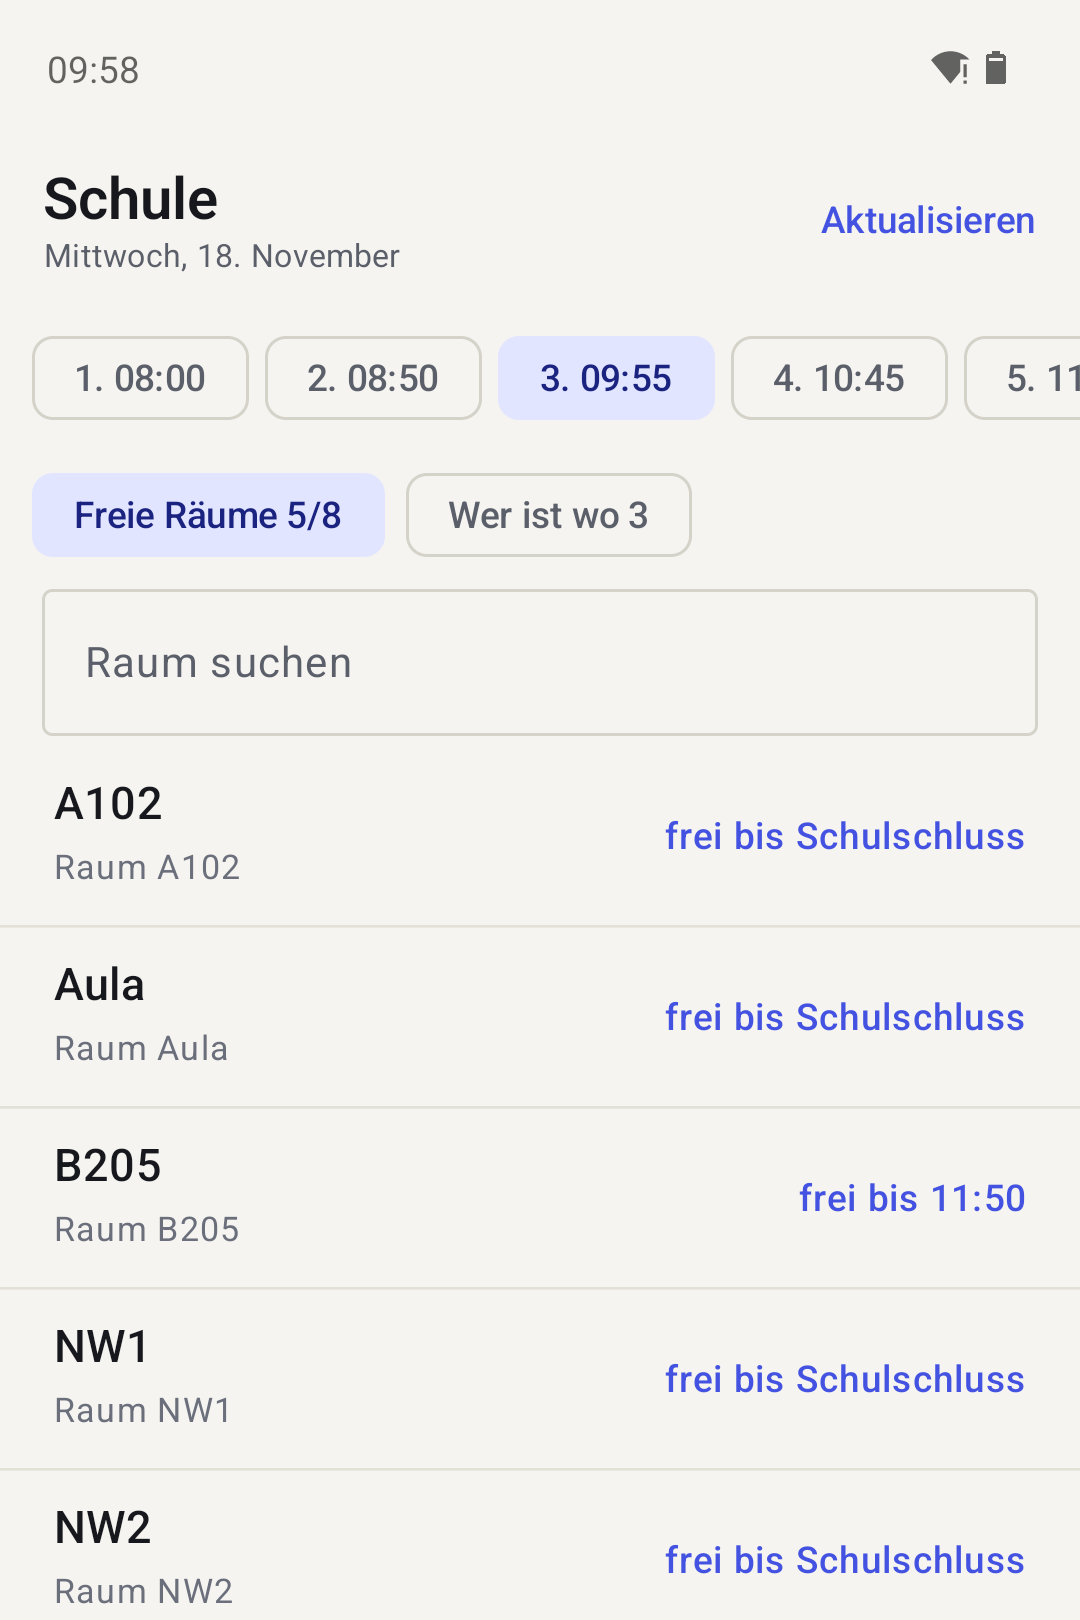 09:58
Schule
Mittwoch, 18. November
Aktualisieren
1. 08:00
2. 08:50
3. 09:55
4. 10:45
5. 11
Freie Räume 5/8
Wer ist wo 3
Raum suchen
A102
Raum A102
frei bis Schulschluss
Aula
Raum Aula
frei bis Schulschluss
B205
Raum B205
frei bis 11:50
NW1
Raum NW1
frei bis Schulschluss
NW2
Raum NW2
frei bis Schulschluss